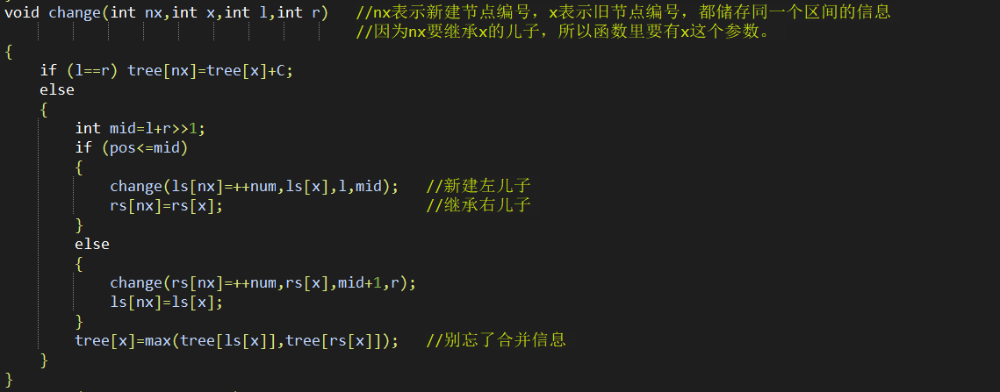 void change(int nx,int x,int l,int r)   //nx表示新建节点编号，x表示旧节点编号，都储存同一个区间的信息
                                        //因为nx要继承x的儿子，所以函数里要有x这个参数。
{
    if (l==r) tree[nx]=tree[x]+C;
    else
    {
        int mid=l+r>>1;
        if (pos<=mid)
        {
            change(ls[nx]=++num,ls[x],l,mid);   //新建左儿子
            rs[nx]=rs[x];                       //继承右儿子
        }
        else
        {
            change(rs[nx]=++num,rs[x],mid+1,r);
            ls[nx]=ls[x];
        }
        tree[x]=max(tree[ls[x]],tree[rs[x]]);   //别忘了合并信息
    }
}